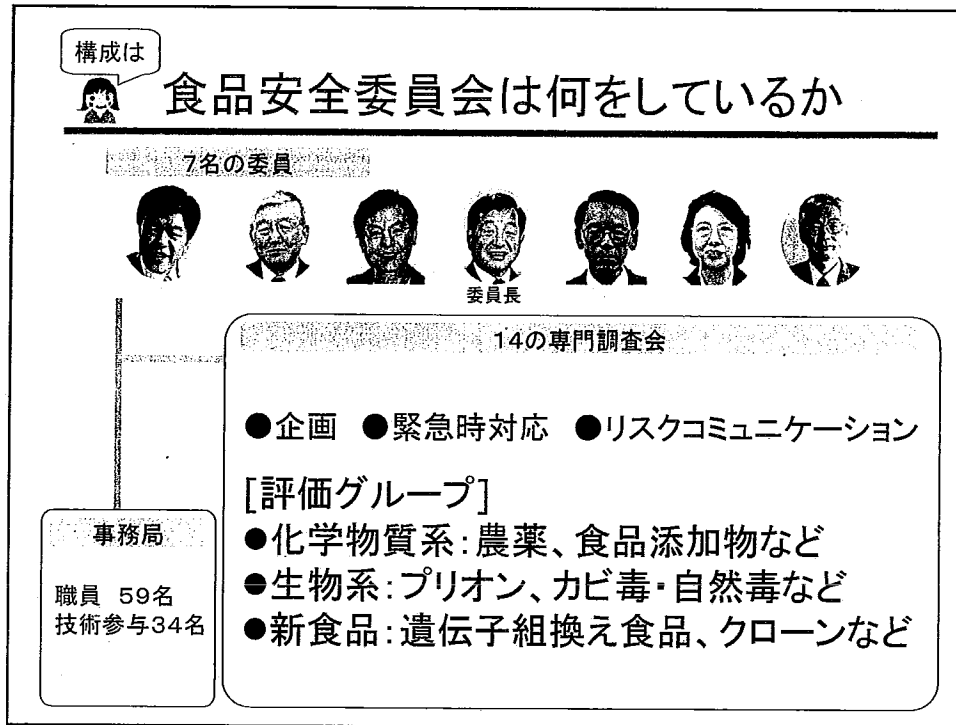 構成は
食品安全委員会は何をしているか
7名の委員
委員長
14の専門調査会
●企画 ●緊急時対応 ●リスクコミュニケーション
[評価グループ]
●化学物質系:農薬、食品添加物など
●生物系:プリオン、カビ毒・自然毒など
●新食品:遺伝子組換え食品、クローンなど
事務局
職員 59名
技術参与34名